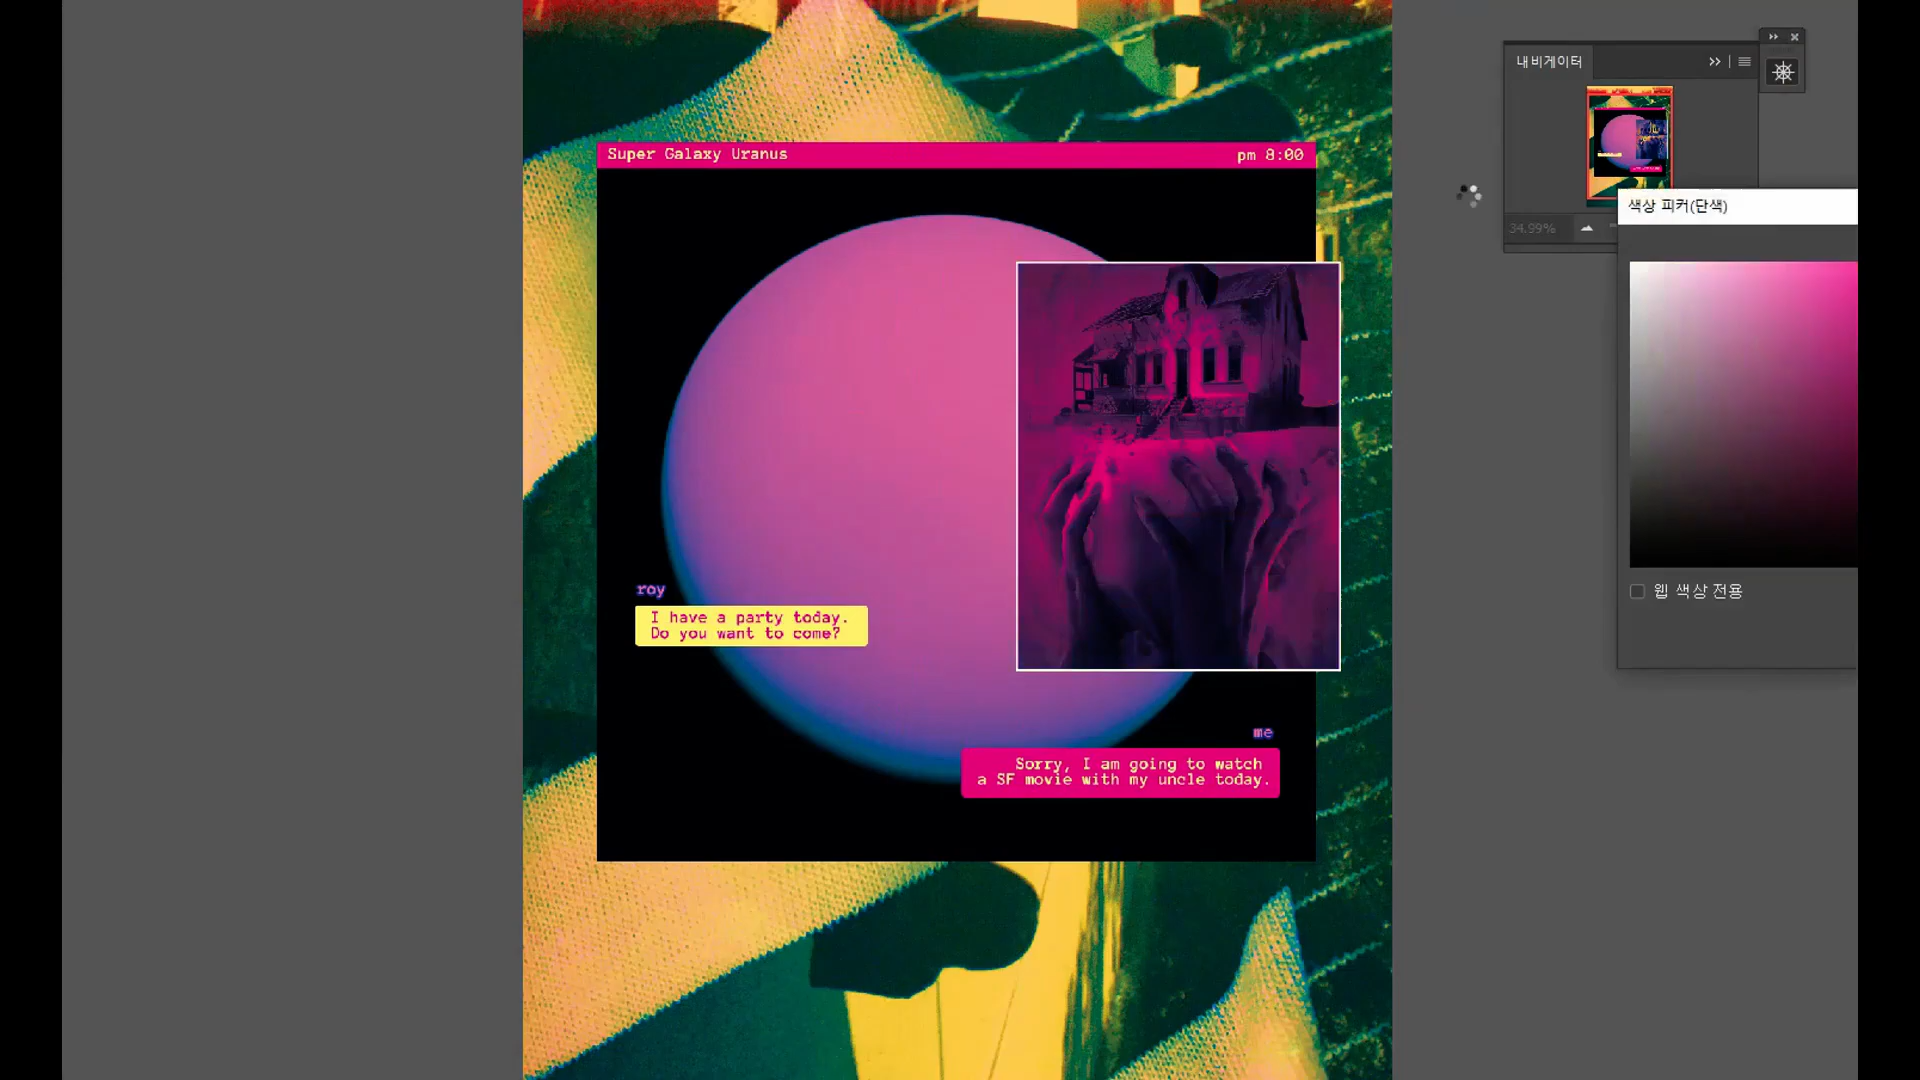 내비게이터
34.99%
색상 피커(단색)
웹 색상 전용
Super Galaxy Uranus
pm 8:00
roy
I have a party today.
Do you want to come?
me
Sorry, I am going to watch
a SF movie with my uncle today.